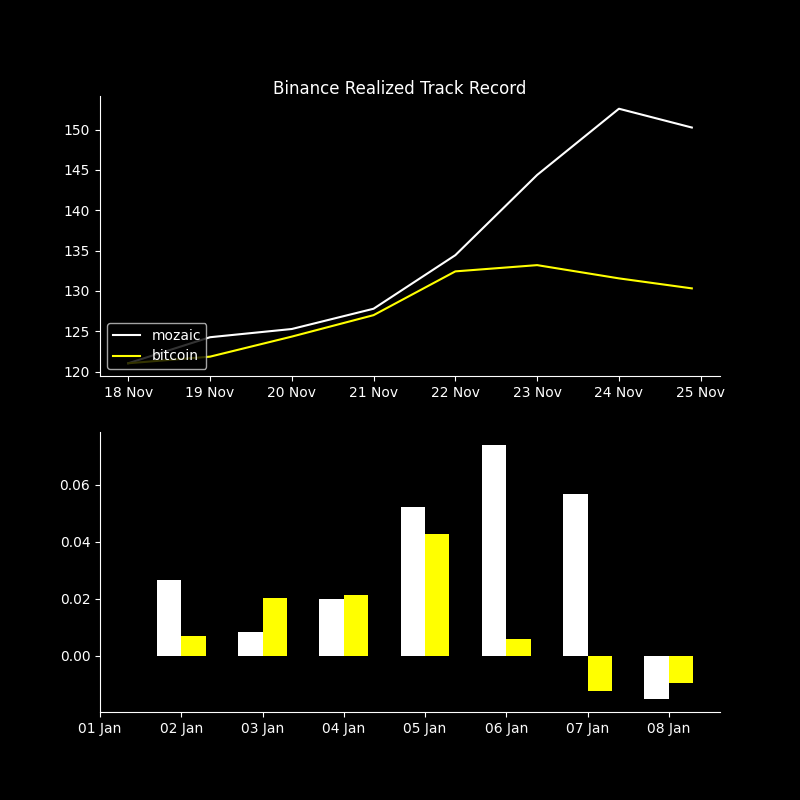 Binance Realized Track Record
150
145
140
135
130
125
120
mozaic
bitcoin
18 Nov 19 Nov 20 Nov 21 Nov 22 Nov 23 Nov 24 Nov 25 Nov
0.06
0.04
0.02
0.00
01 Jan 02 Jan 03 Jan 04 Jan 05 Jan 06 Jan 07 Jan 08 Jan